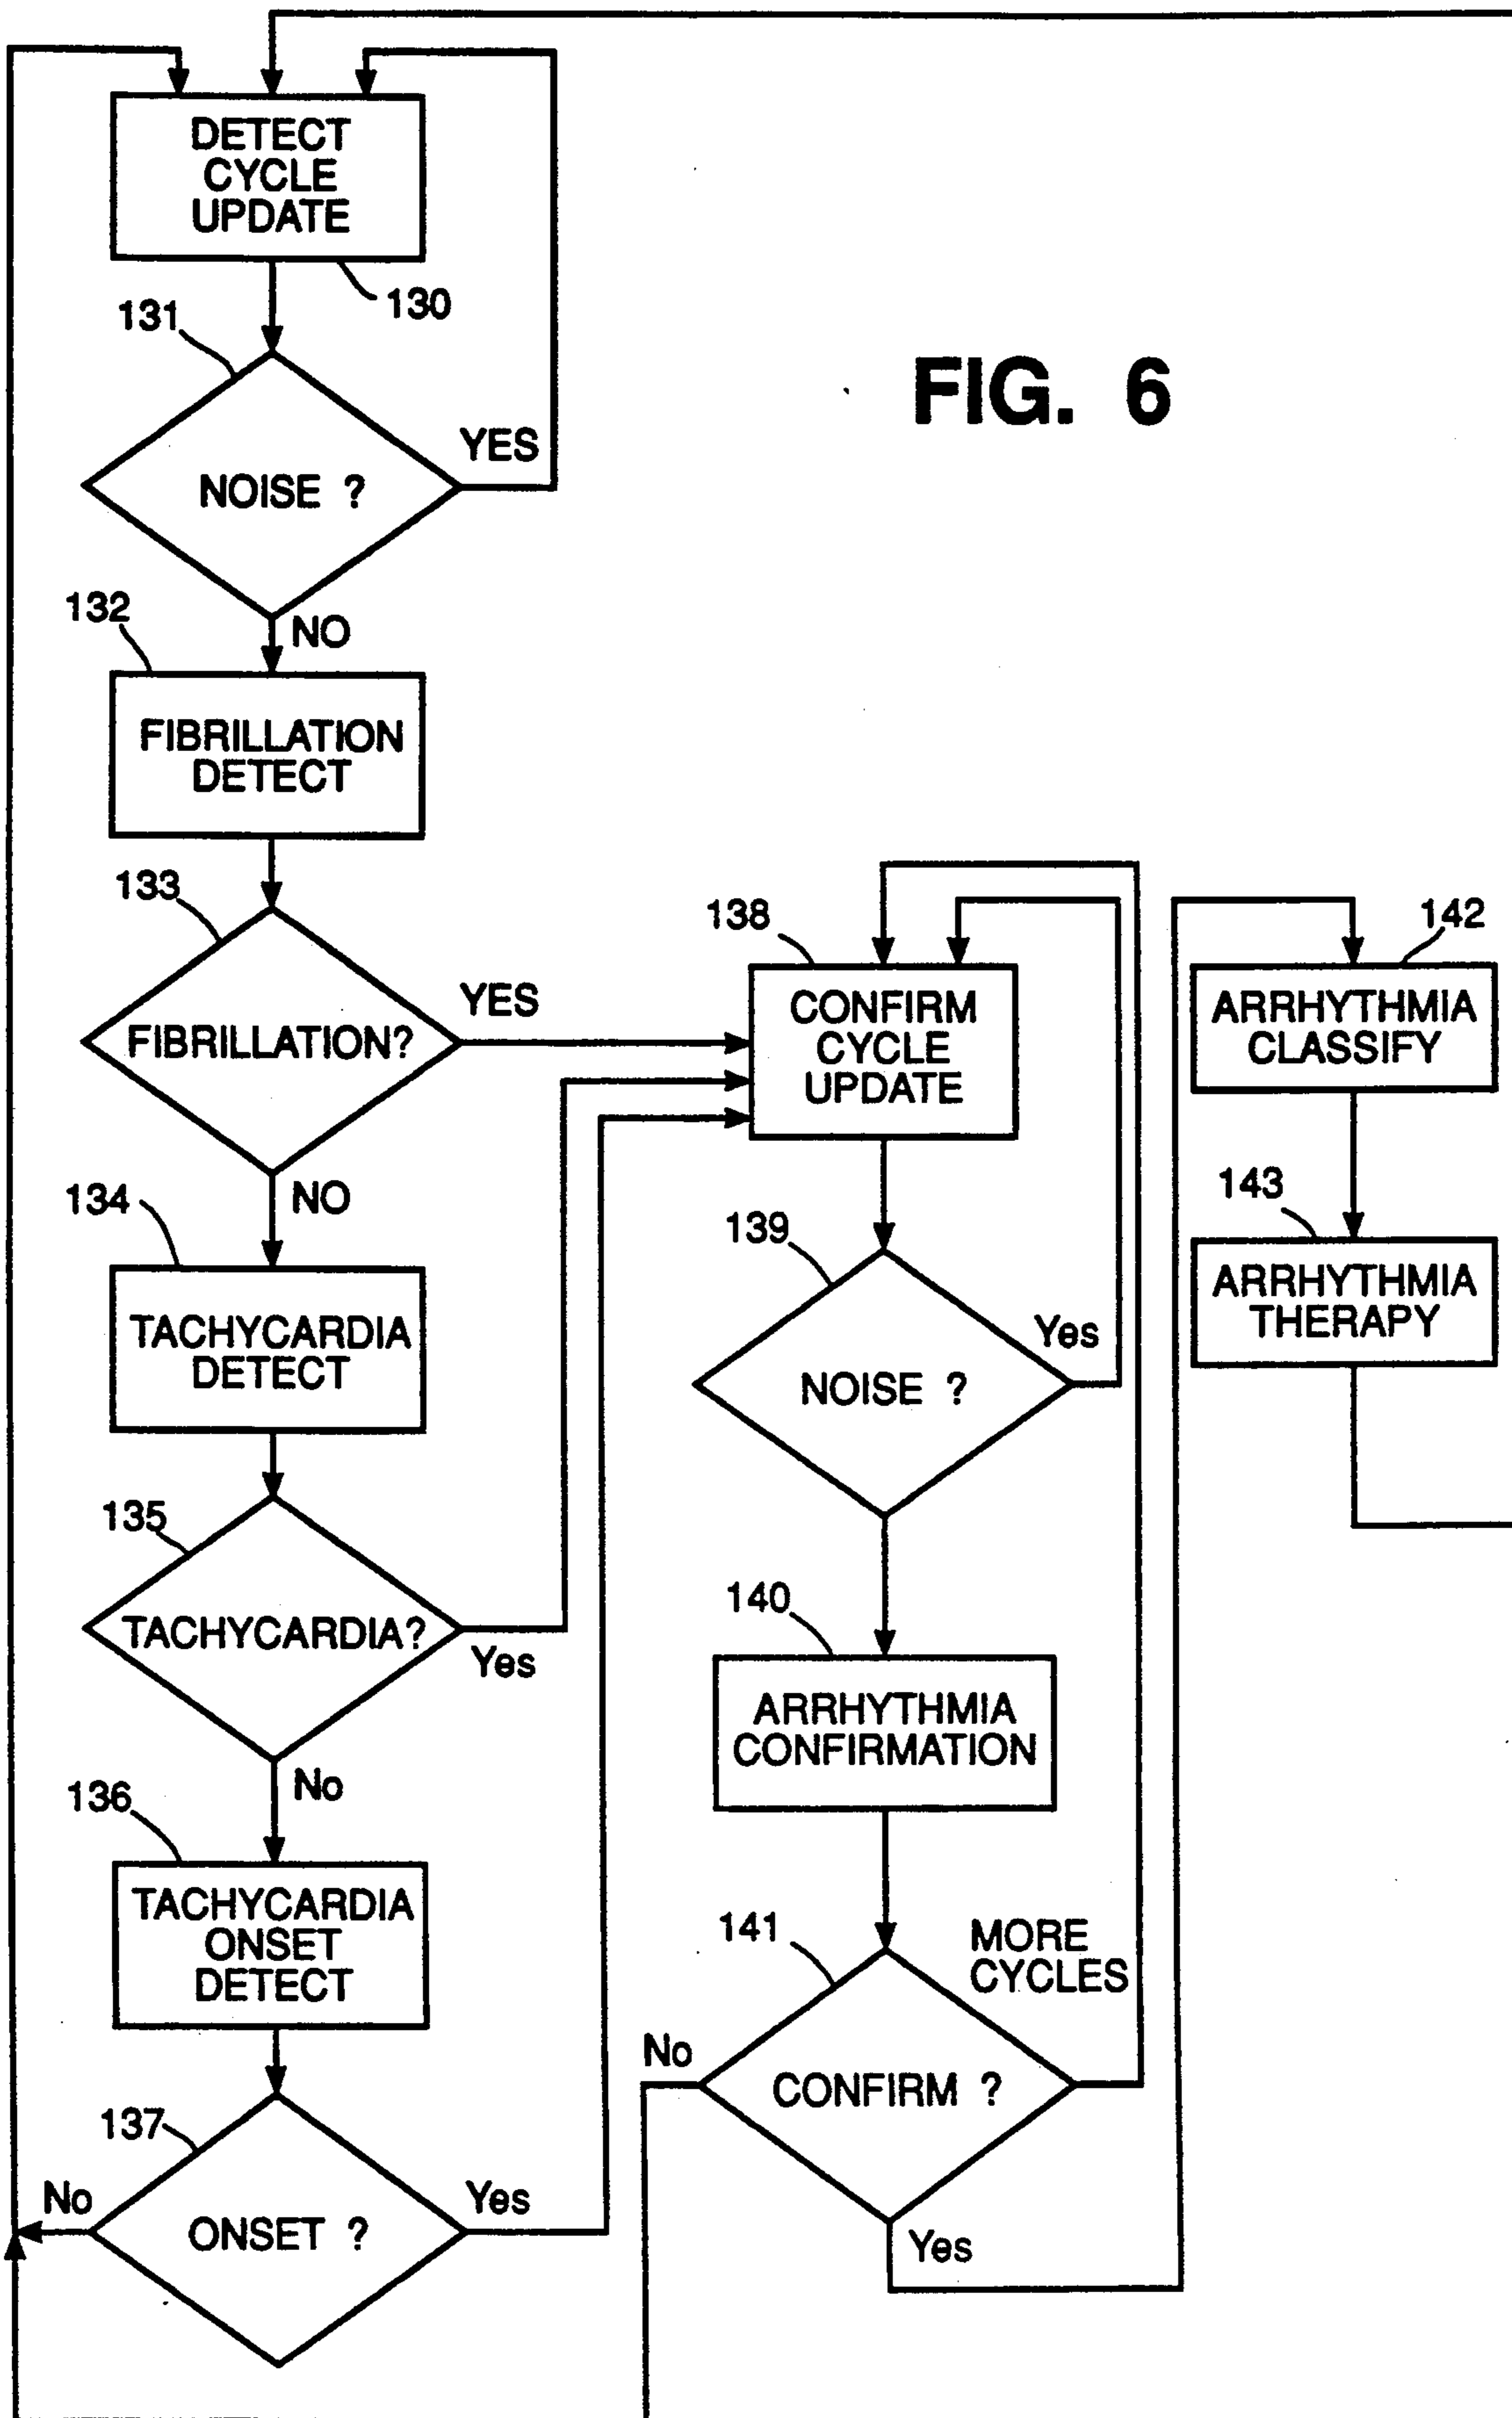 DETECT
CYCLE
UPDATE
130
131
NOISE ?
YES
NO
FIG. 6
132
FIBRILLATION
DETECT
133
FIBRILLATION?
YES
NO
134
TACHYCARDIA
DETECT
135
TACHYCARDIA?
Yes
No
136
TACHYCARDIA
ONSET
DETECT
137
ONSET ?
No
Yes
138
CONFIRM
CYCLE
UPDATE
139
NOISE ?
Yes
140
ARRHYTHMIA
CONFIRMATION
141
MORE
CYCLES
CONFIRM ?
No
Yes
142
ARRHYTHMIA
CLASSIFY
143
ARRHYTHMIA
THERAPY